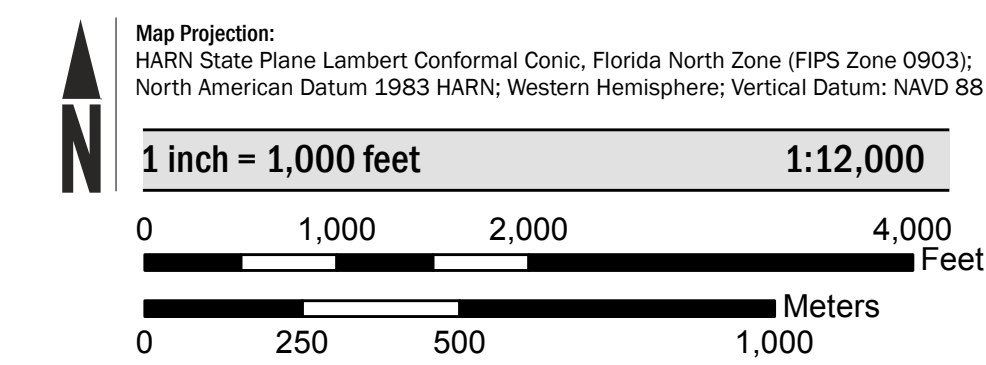 Map Projection:
HARN State Plane Lambert Conformal Conic, Florida North Zone (FIPS Zone 0903);
North American Datum 1983 HARN; Western Hemisphere; Vertical Datum: NAVD 88
N
1 inch = 1,000 feet 1:12,000
0 1,000 2,000 4,000
Feet
Meters
0 250 500 1,000